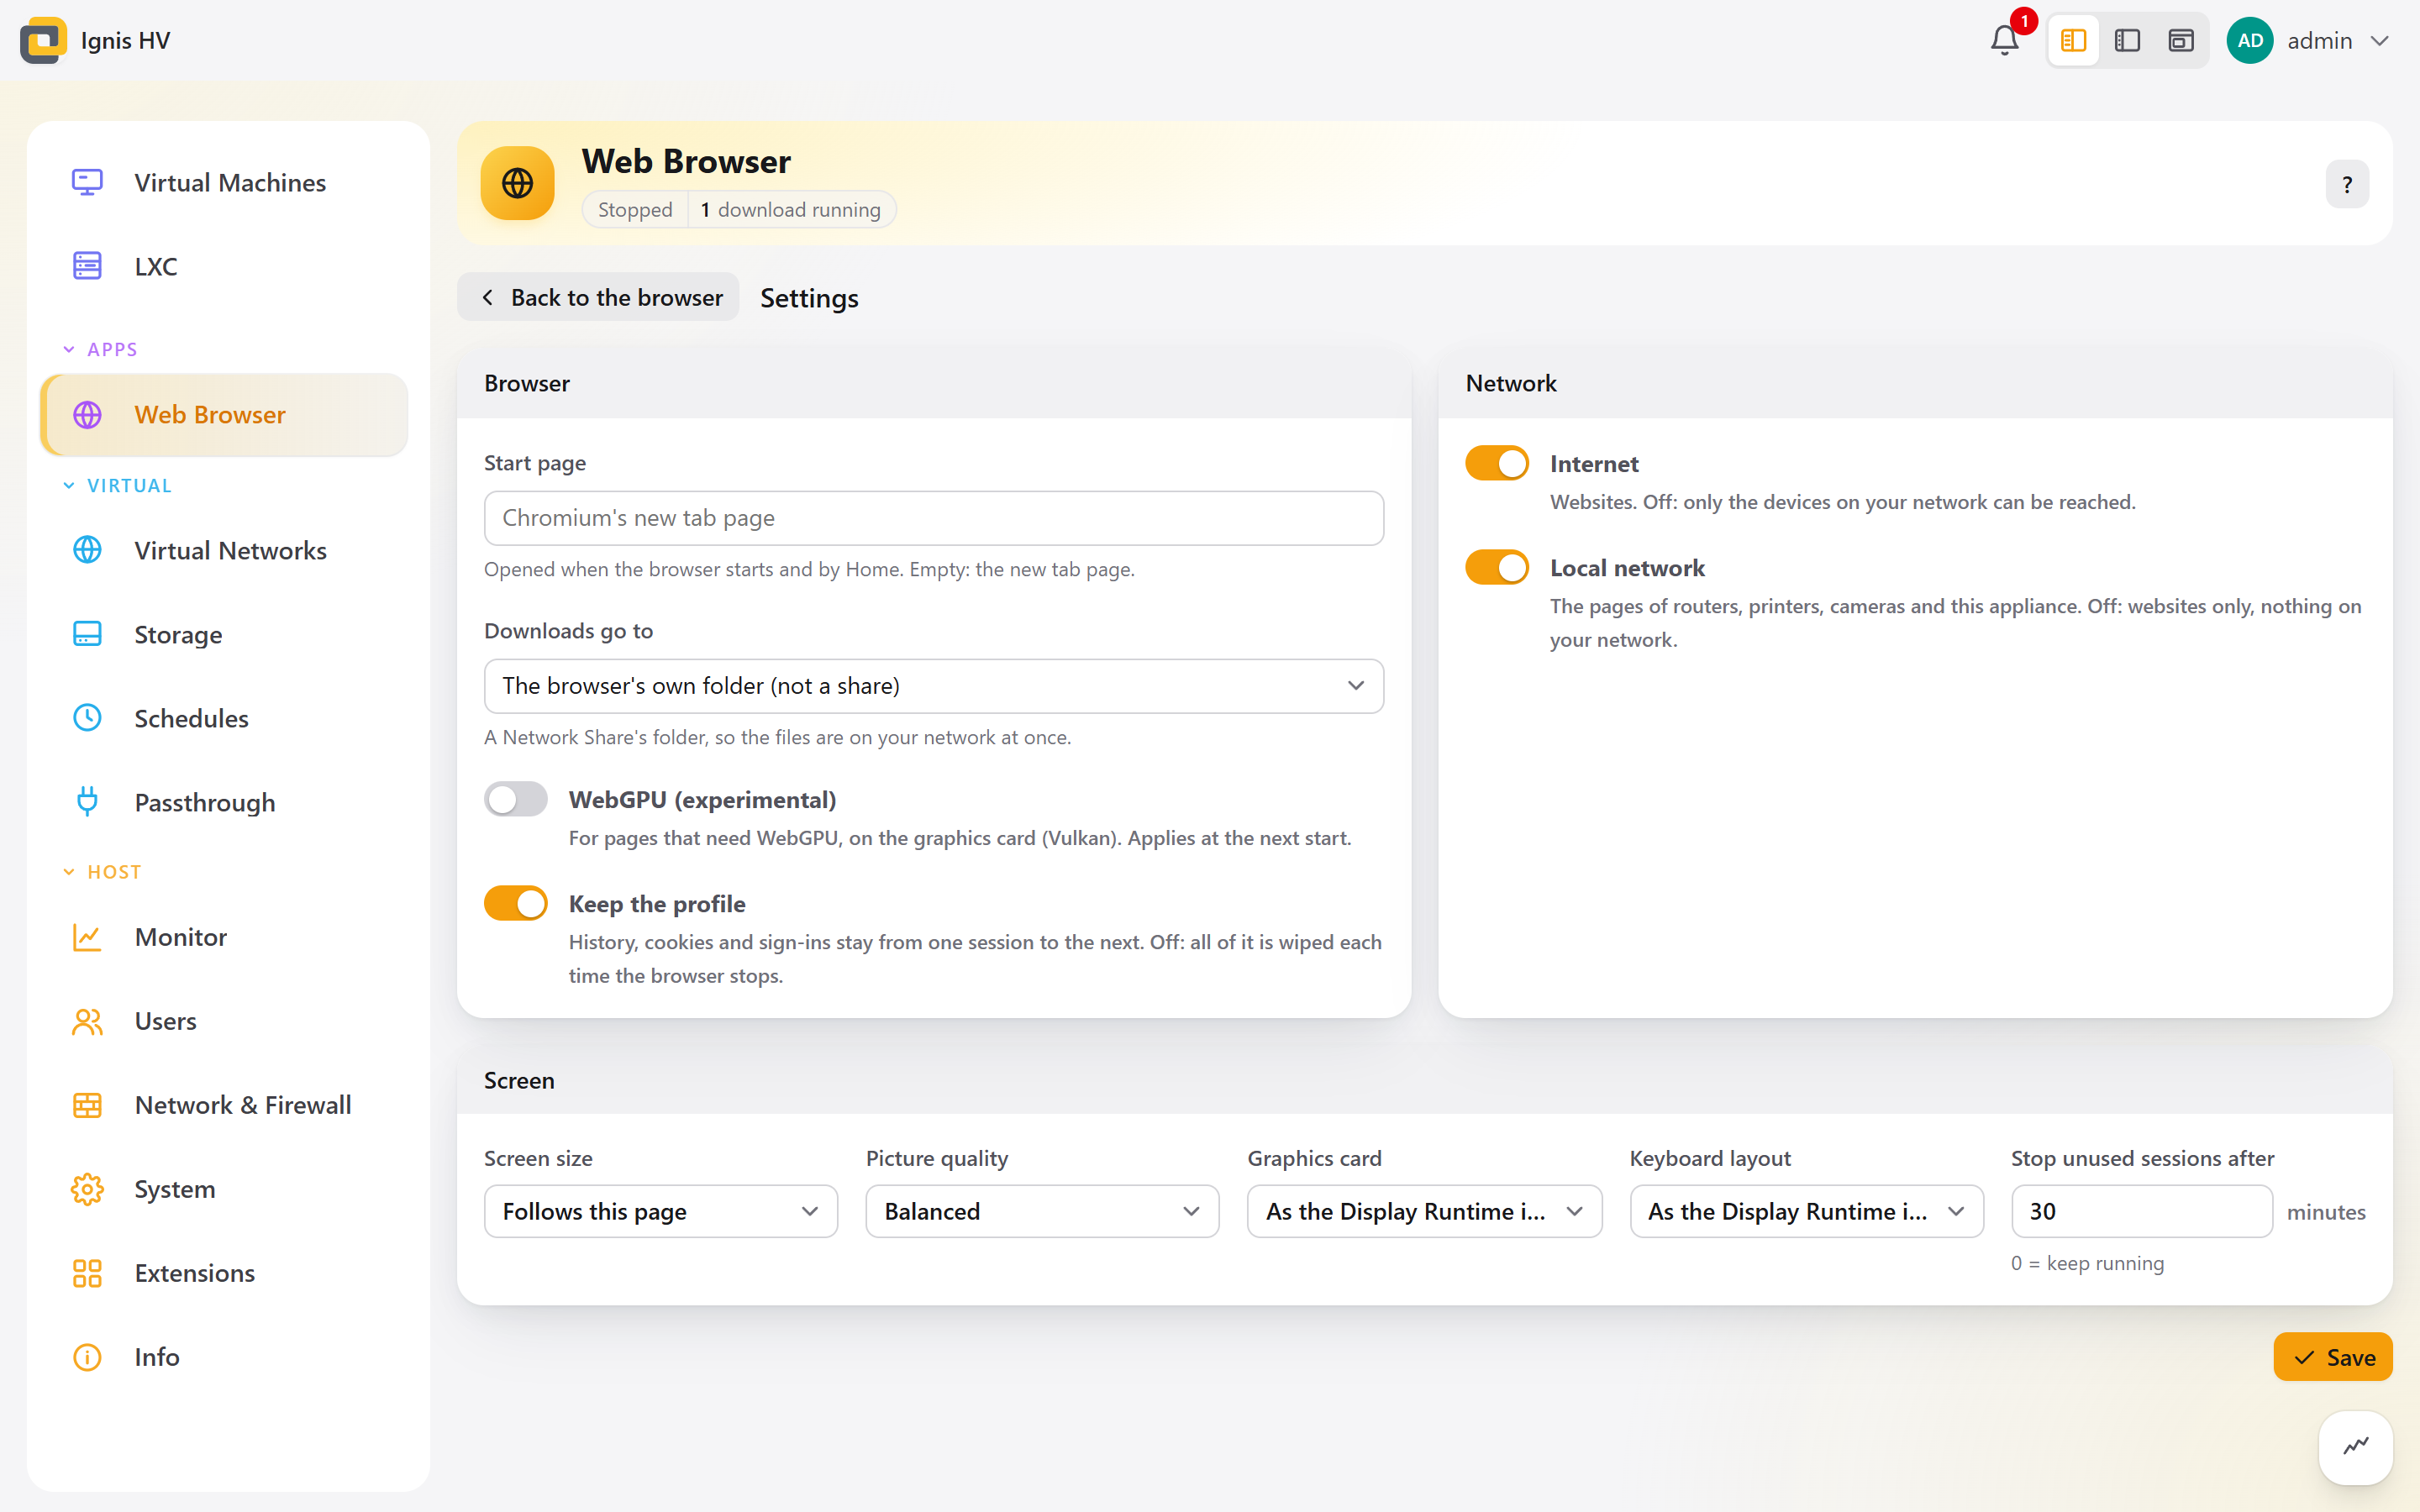 Ignis HV
1
AD
admin
Virtual Machines
LXC
APPS
Web Browser
VIRTUAL
Virtual Networks
Storage
Schedules
Passthrough
HOST
Monitor
Users
Network & Firewall
System
Extensions
Info
Web Browser
Stopped
1 download running
?
Back to the browser
Settings
Browser
Start page
Chromium's new tab page
Opened when the browser starts and by Home. Empty: the new tab page.
Downloads go to
The browser's own folder (not a share)
A Network Share's folder, so the files are on your network at once.
WebGPU (experimental)
For pages that need WebGPU, on the graphics card (Vulkan). Applies at the next start.
Keep the profile
History, cookies and sign-ins stay from one session to the next. Off: all of it is wiped each
time the browser stops.
Network
Internet
Websites. Off: only the devices on your network can be reached.
Local network
The pages of routers, printers, cameras and this appliance. Off: websites only, nothing on
your network.
Screen
Screen size
Follows this page
Picture quality
Balanced
Graphics card
As the Display Runtime i...
Keyboard layout
As the Display Runtime i...
Stop unused sessions after
30
minutes
0 = keep running
Save